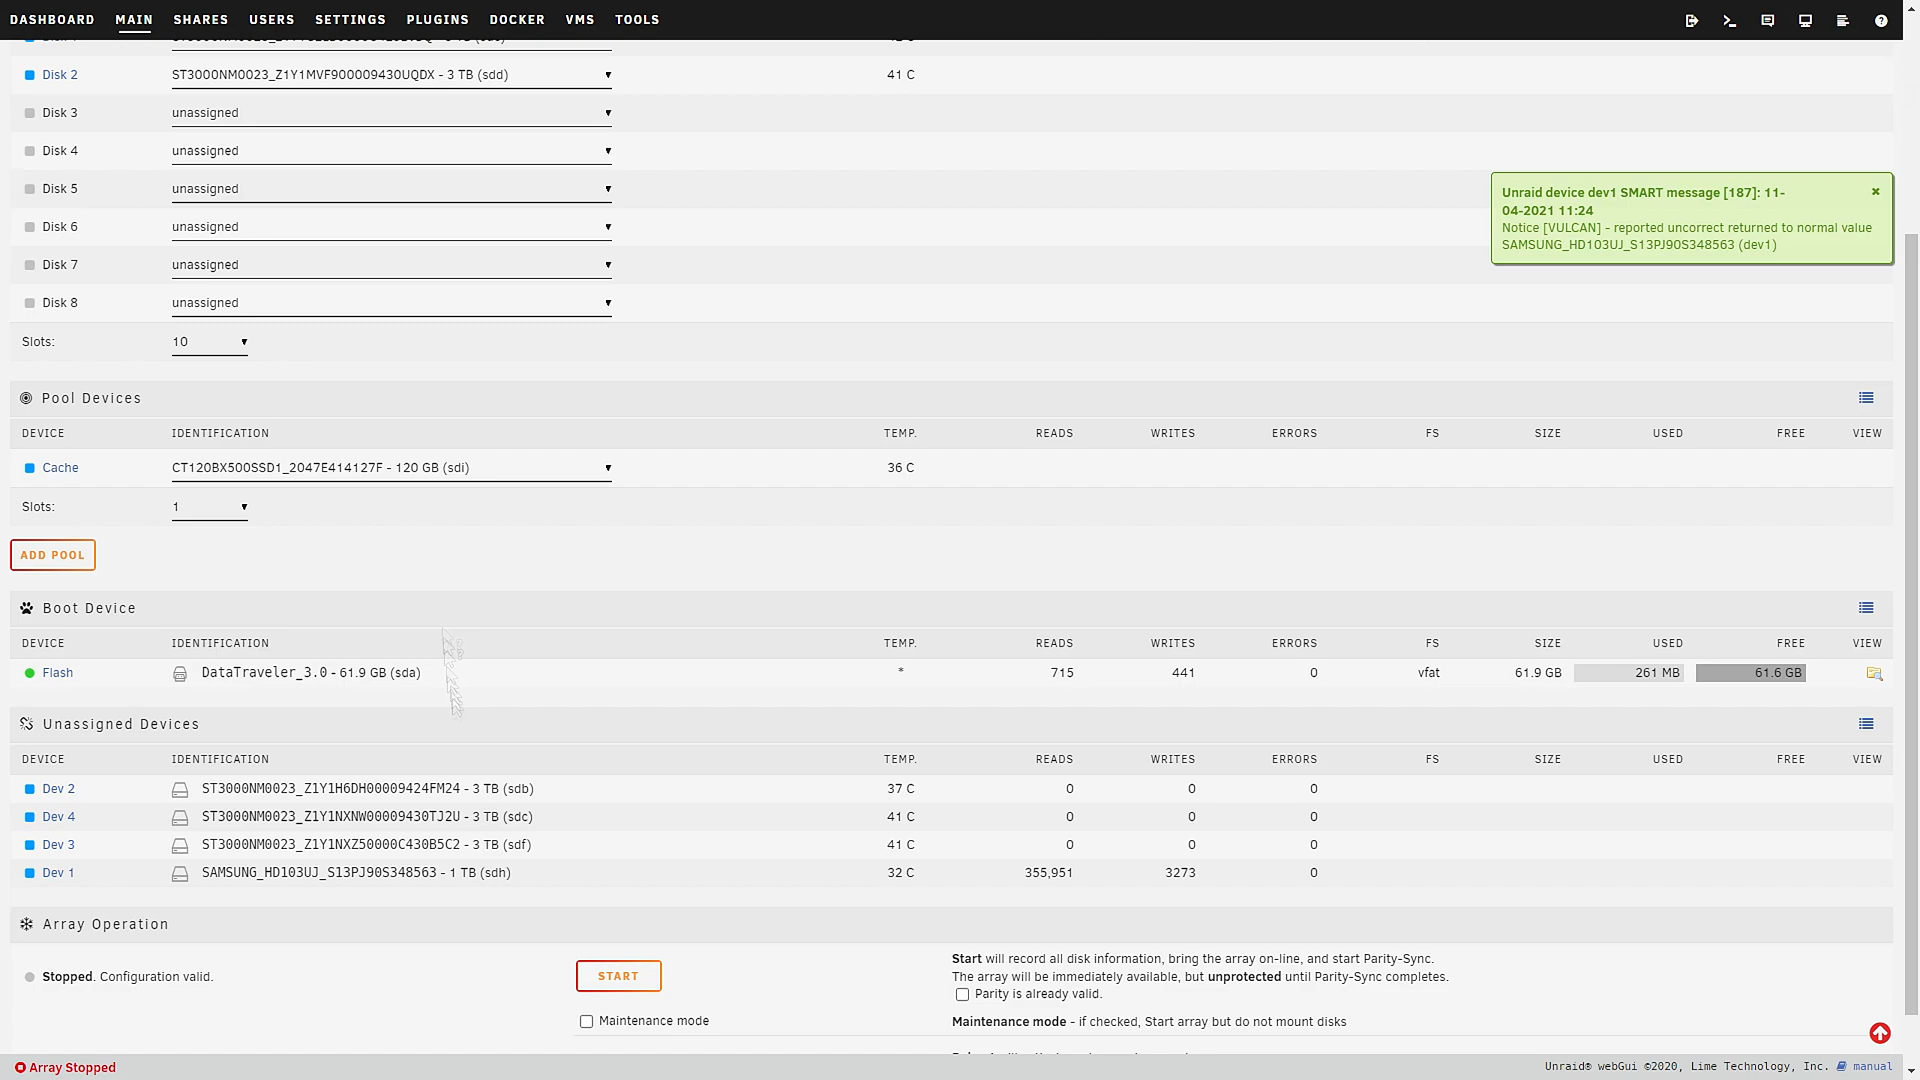 DASHBOARD MAIN SHARES USERS SETTINGS PLUGINS DOCKER VMS TOOLS
Disk 2 ST3000NM0023_Z1Y1MVF900009430UQDX - 3 TB (sdd) 41 C
Disk 3 unassigned
Disk 4 unassigned
Disk 5 unassigned
Disk 6 unassigned
Disk 7 unassigned
Disk 8 unassigned
Slots: 10
Unraid device dev1 SMART message [187]: 11-
04-2021 11:24
Notice [VULCAN] - reported uncorrect returned to normal value
SAMSUNG_HD103UJ_S13PJ90S348563 (dev1)
Pool Devices
DEVICE IDENTIFICATION TEMP. READS WRITES ERRORS FS SIZE USED FREE VIEW
Cache CT120BX500SSD1_2047E414127F - 120 GB (sdi) 36 C
Slots: 1
ADD POOL
Boot Device
DEVICE IDENTIFICATION TEMP. READS WRITES ERRORS FS SIZE USED FREE VIEW
Flash DataTraveler_3.0 - 61.9 GB (sda) * 715 441 0 vfat 61.9 GB 261 MB 61.6 GB
Unassigned Devices
DEVICE IDENTIFICATION TEMP. READS WRITES ERRORS FS SIZE USED FREE VIEW
Dev 2 ST3000NM0023_Z1Y1H6DH00009424FM24 - 3 TB (sdb) 37 C 0 0 0
Dev 4 ST3000NM0023_Z1Y1NXNW00009430TJ2U - 3 TB (sdc) 41 C 0 0 0
Dev 3 ST3000NM0023_Z1Y1NXZ50000C430B5C2 - 3 TB (sdf) 41 C 0 0 0
Dev 1 SAMSUNG_HD103UJ_S13PJ90S348563 - 1 TB (sdh) 32 C 355,951 3273 0
Array Operation
Stopped. Configuration valid.
START
Start will record all disk information, bring the array on-line, and start Parity-Sync.
The array will be immediately available, but unprotected until Parity-Sync completes.
Parity is already valid.
Maintenance mode
Maintenance mode - if checked, Start array but do not mount disks
Array Stopped
Unraid® webGui ©2020, Lime Technology, Inc. manual